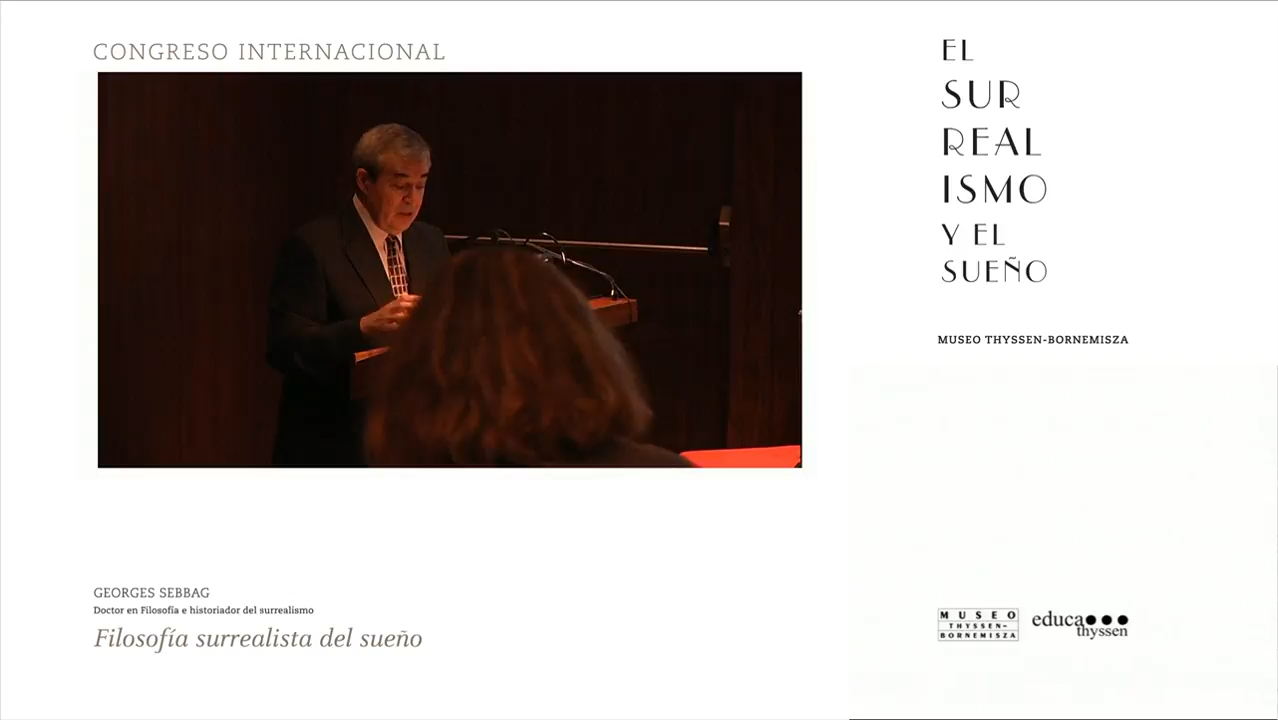 CONGRESO INTERNACIONAL
EL
SUR
REAL
ISMO
Y EL
SUEÑO
MUSEO THYSSEN-BORNEMISZA
GEORGES SEBBAG
Doctor en Filosofía e historiador del surrealismo
Filosofía surrealista del sueño
MUSEO
THYSSEN-
BORNEMISZA
educa
thyssen